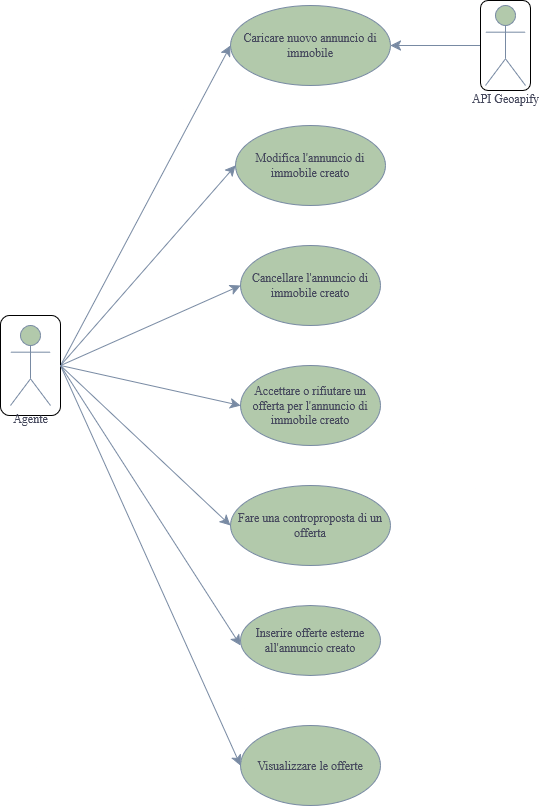 Caricare nuovo annuncio di
immobile
API Geoapify
Modifica l'annuncio di
immobile creato
Cancellare l'annuncio di
immobile creato
Accettare o rifiutare un
offerta per l'annuncio di
immobile creato
Agente
Fare una controproposta di un
offerta
Inserire offerte esterne
all'annuncio creato
Visualizzare le offerte